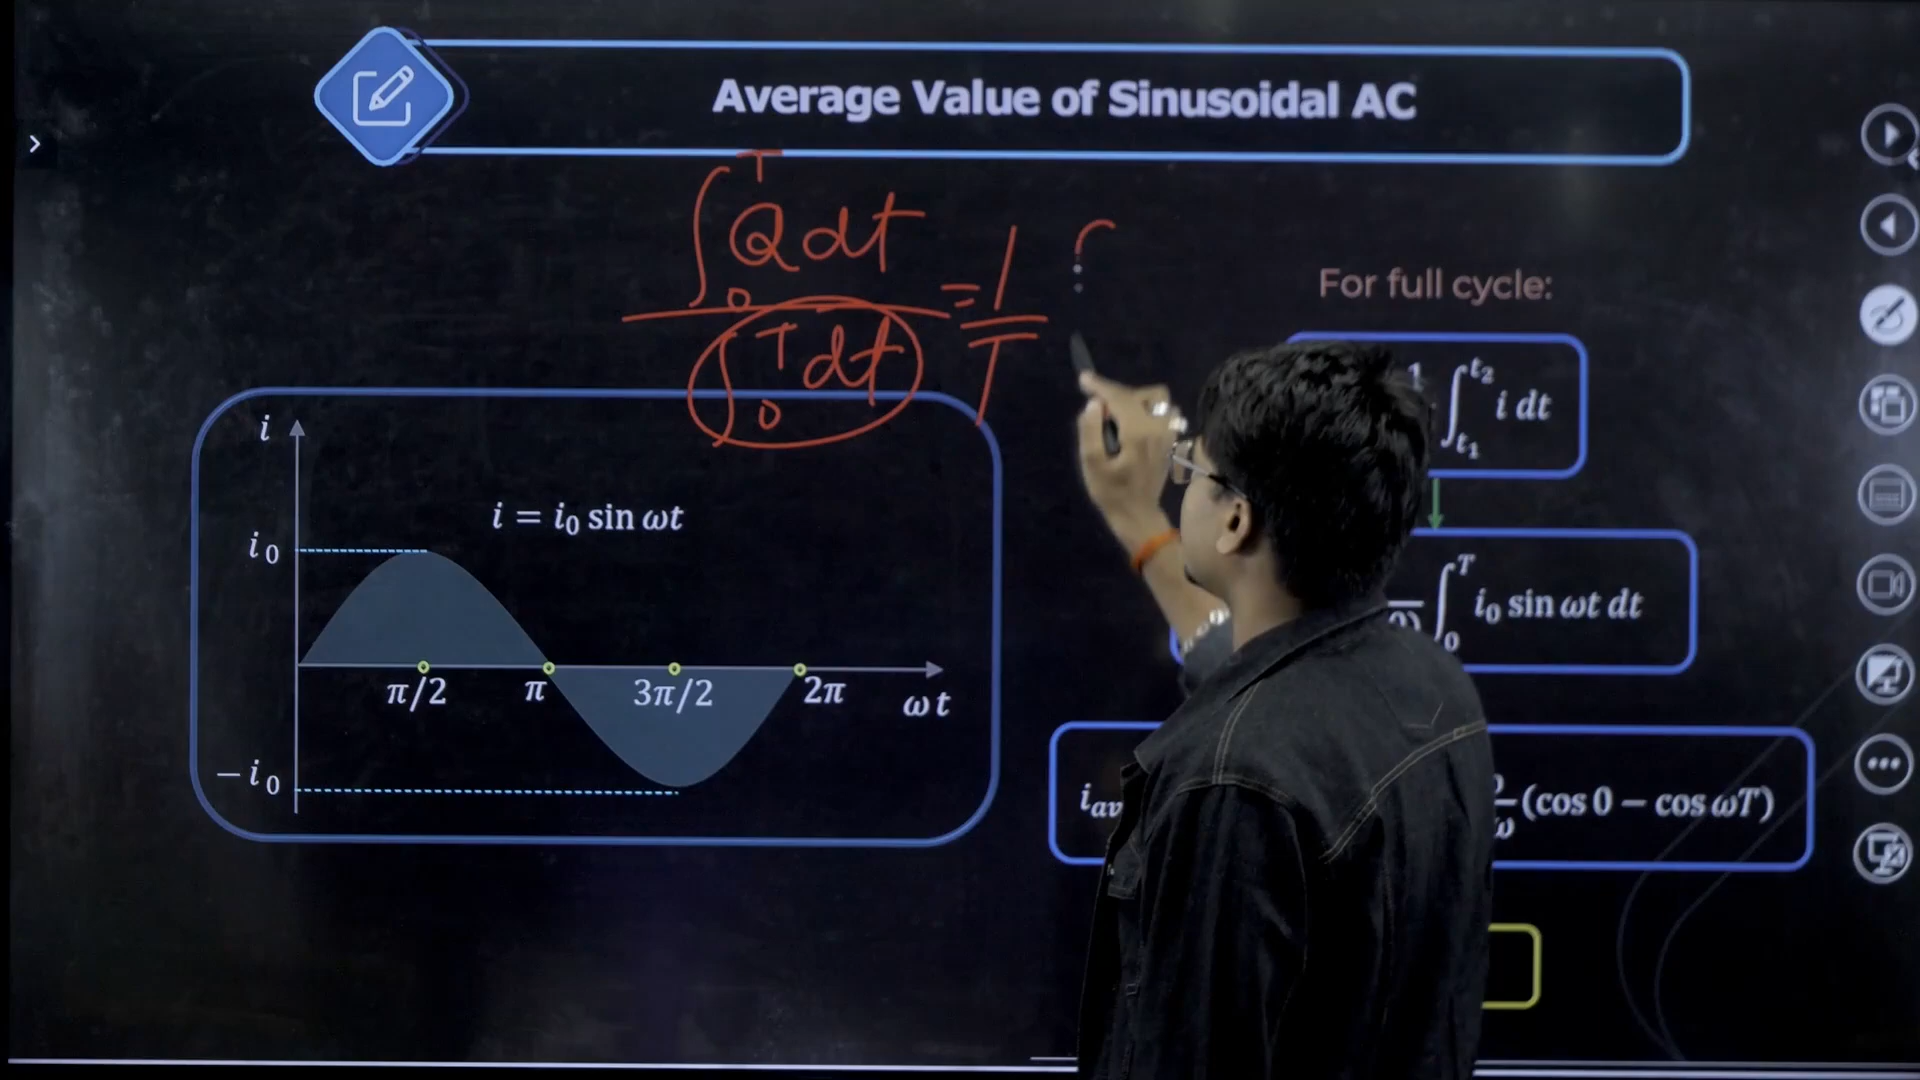 Average Value of Sinusoidal AC
∫₀ᵀ Q dt / ∫₀ᵀ dt = 1/T
For full cycle:
1 ∫_{t₁}^{t₂} i dt
i
i = i₀ sin ωt
i₀
∫₀ᵀ i₀ sin ωt dt
π/2 π 3π/2 2π
ω t
−i₀
i_av
ω (cos 0 − cos ωT)